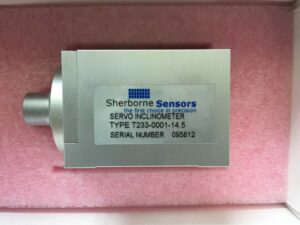 Sherborne Sensors
the first choice in precision
SERVO INCLINOMETER
TYPE T233-0001-14.5
SERIAL NUMBER 095812